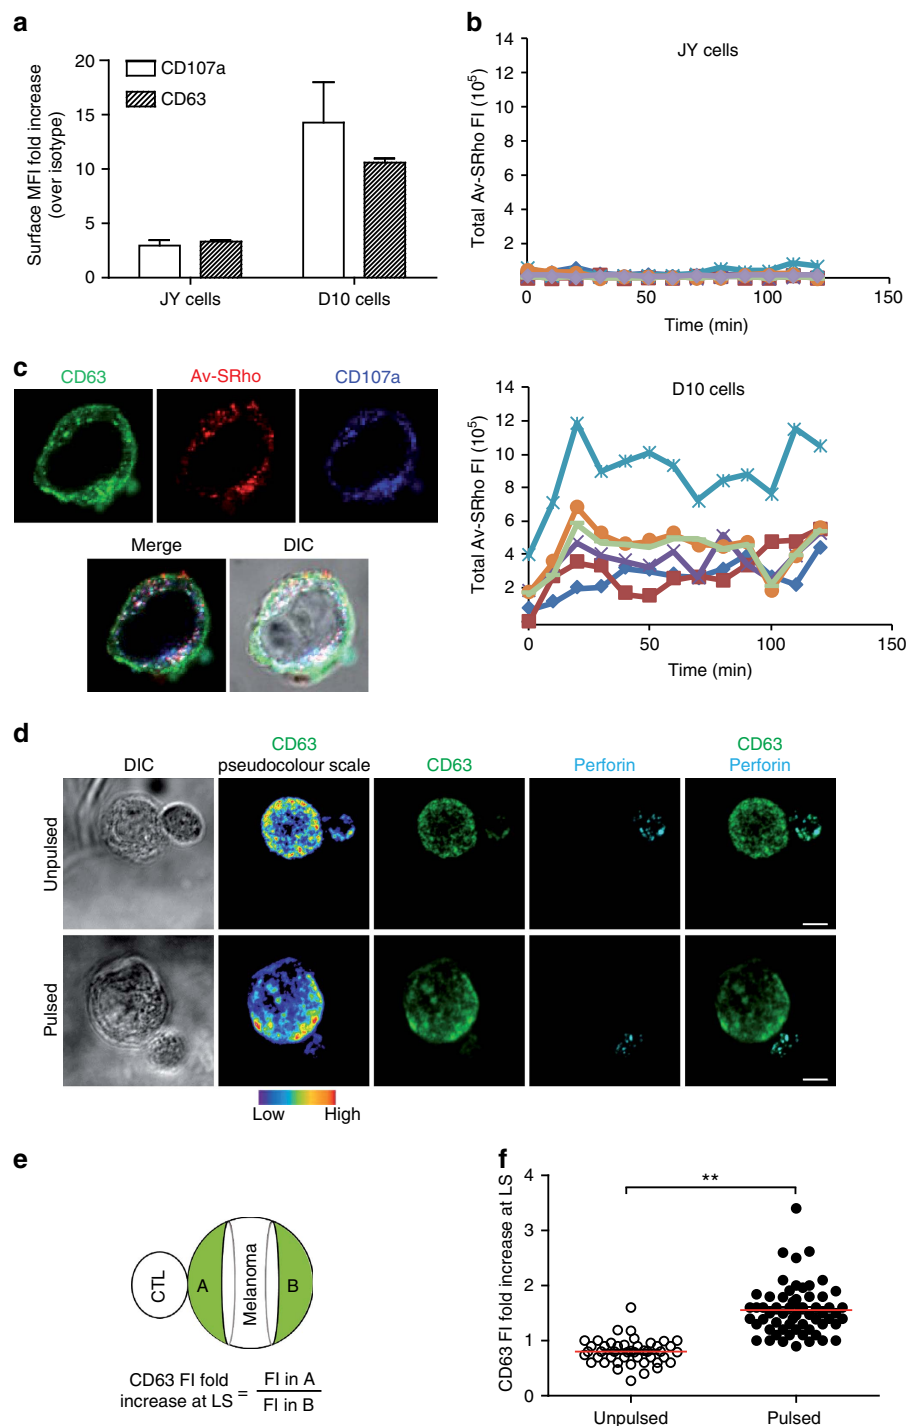 a
Surface MFI fold increase
(over isotype)
20
15
10
5
0
CD107a
CD63
JY cells
D10 cells
b
JY cells
Total Av-SRho FI (10⁵)
14
12
10
8
6
4
2
0
50
100
150
Time (min)
c
CD63
Av-SRho
CD107a
Merge
DIC
D10 cells
Total Av-SRho FI (10⁵)
14
12
10
8
6
4
2
0
50
100
150
Time (min)
d
DIC
CD63
pseudocolour scale
CD63
Perforin
CD63
Perforin
Unpulsed
Pulsed
Low
High
e
CTL
A
Melanoma
B
CD63 FI fold
increase at LS
=
FI in A
FI in B
f
CD63 FI fold increase at LS
4
3
2
1
0
**
Unpulsed
Pulsed